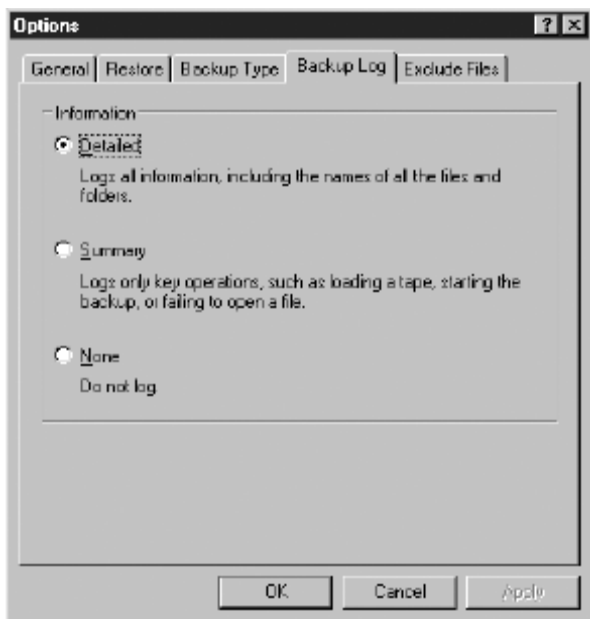 Options
General Restore Backup Type Backup Log Exclude Files
Information
Detailed
Logs all information, including the names of all the files and
folders.
Summary
Logs only key operations, such as loading a tape, starting the
backup, or failing to open a file.
None
Do not log.
OK Cancel Apply